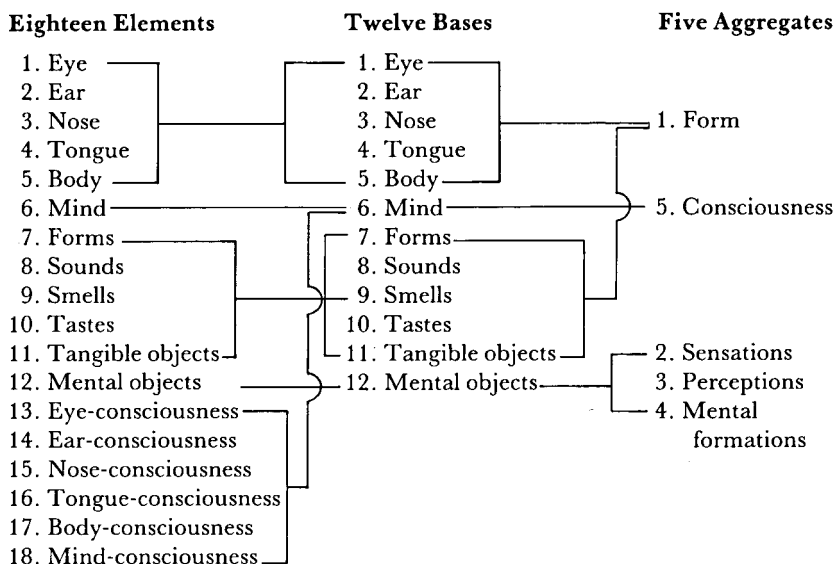 Eighteen Elements Twelve Bases Five Aggregates
1. Eye 1. Eye
2. Ear 2. Ear
3. Nose 3. Nose 1. Form
4. Tongue 4. Tongue
5. Body 5. Body
6. Mind 6. Mind 5. Consciousness
7. Forms 7. Forms
8. Sounds 8. Sounds
9. Smells 9. Smells
10. Tastes 10. Tastes
11. Tangible objects 11. Tangible objects 2. Sensations
12. Mental objects 12. Mental objects 3. Perceptions
13. Eye-consciousness 4. Mental
14. Ear-consciousness formations
15. Nose-consciousness
16. Tongue-consciousness
17. Body-consciousness
18. Mind-consciousness